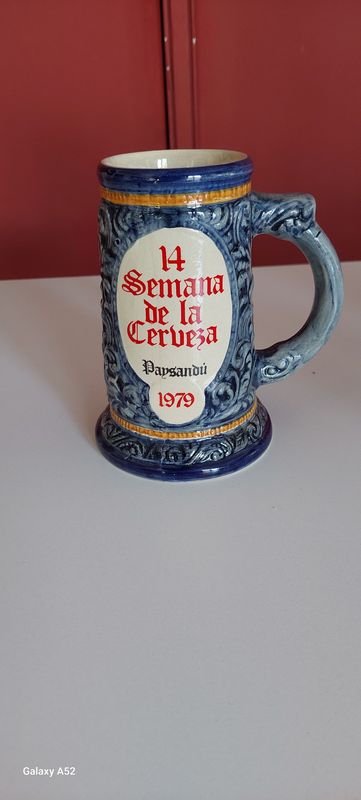 14
Semana
de la
Cerveza
Paysandú
1979
Galaxy A52